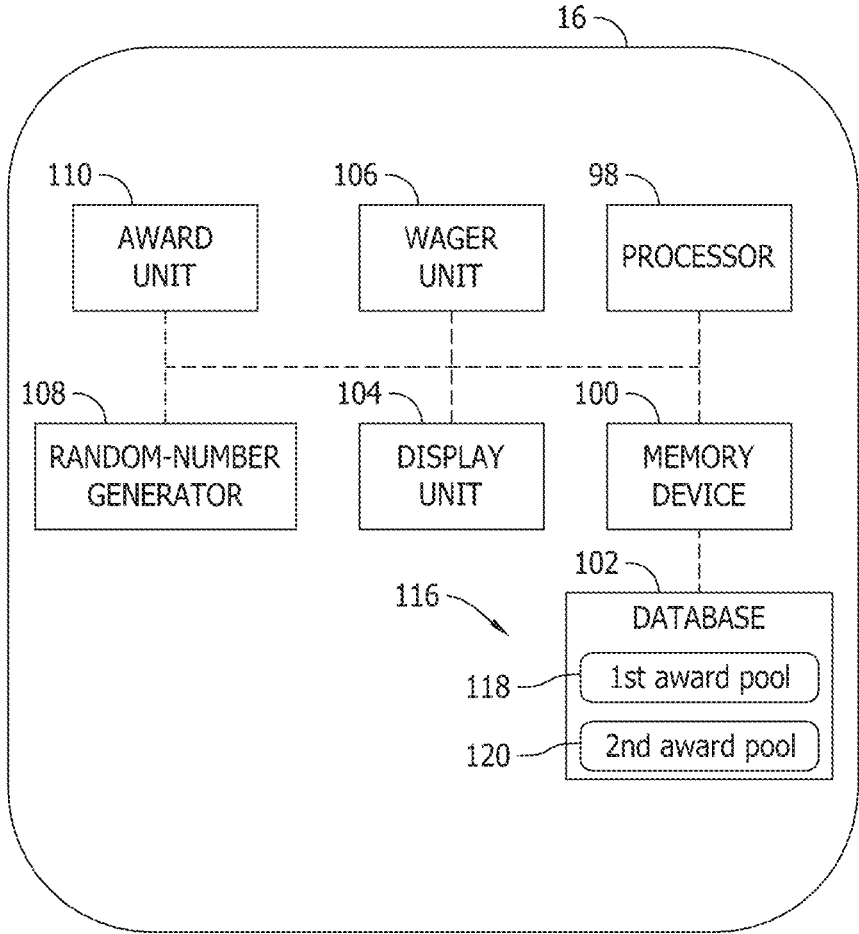 16
110
106
98
AWARD
UNIT
WAGER
UNIT
PROCESSOR
108
104
100
RANDOM-NUMBER
GENERATOR
DISPLAY
UNIT
MEMORY
DEVICE
102
116
DATABASE
118
1st award pool
120
2nd award pool